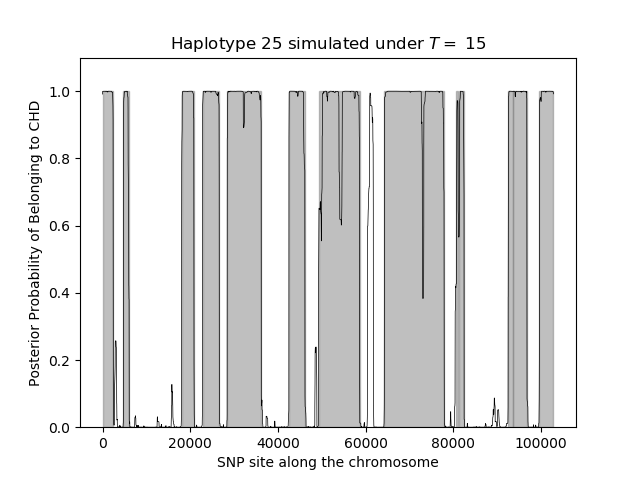 Haplotype 25 simulated under T = 15
Posterior Probability of Belonging to CHD
1.0
0.8
0.6
0.4
0.2
0.0
0 20000 40000 60000 80000 100000
SNP site along the chromosome